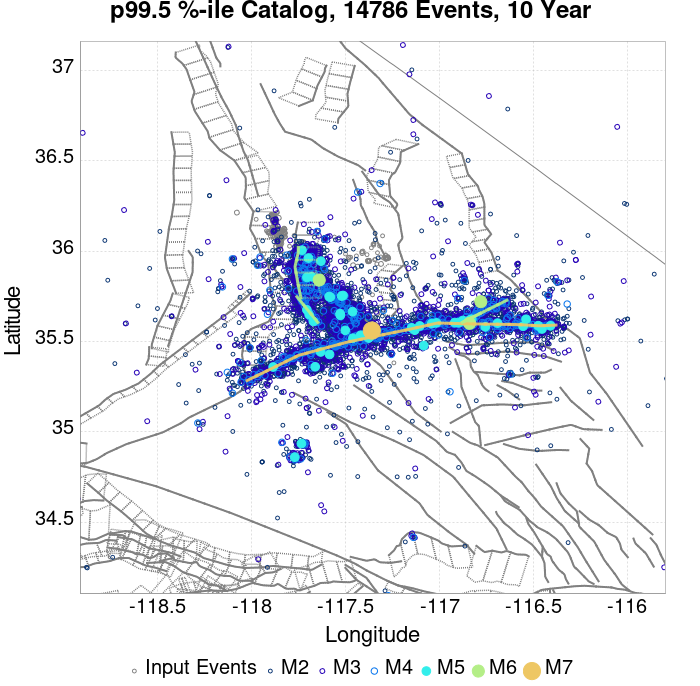 p99.5 %-ile Catalog, 14786 Events, 10 Year
37
36.5
36
35.5
35
34.5
Latitude
-118.5 -118 -117.5 -117 -116.5 -116
Longitude
Input Events M2 M3 M4 M5 M6 M7